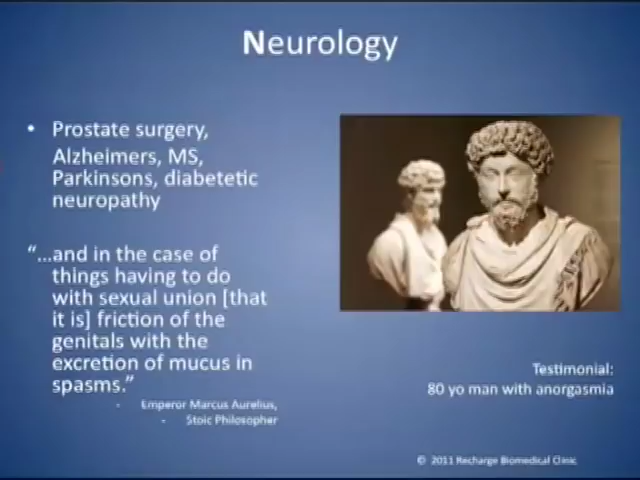 Neurology
• Prostate surgery,
Alzheimers, MS,
Parkinsons, diabetetic
neuropathy
“...and in the case of
things having to do
with sexual union [that
it is] friction of the
genitals with the
excretion of mucus in
spasms.”
- Emperor Marcus Aurelius,
- Stoic Philosopher
Testimonial:
80 yo man with anorgasmia
© 2011 Recharge Biomedical Clinic